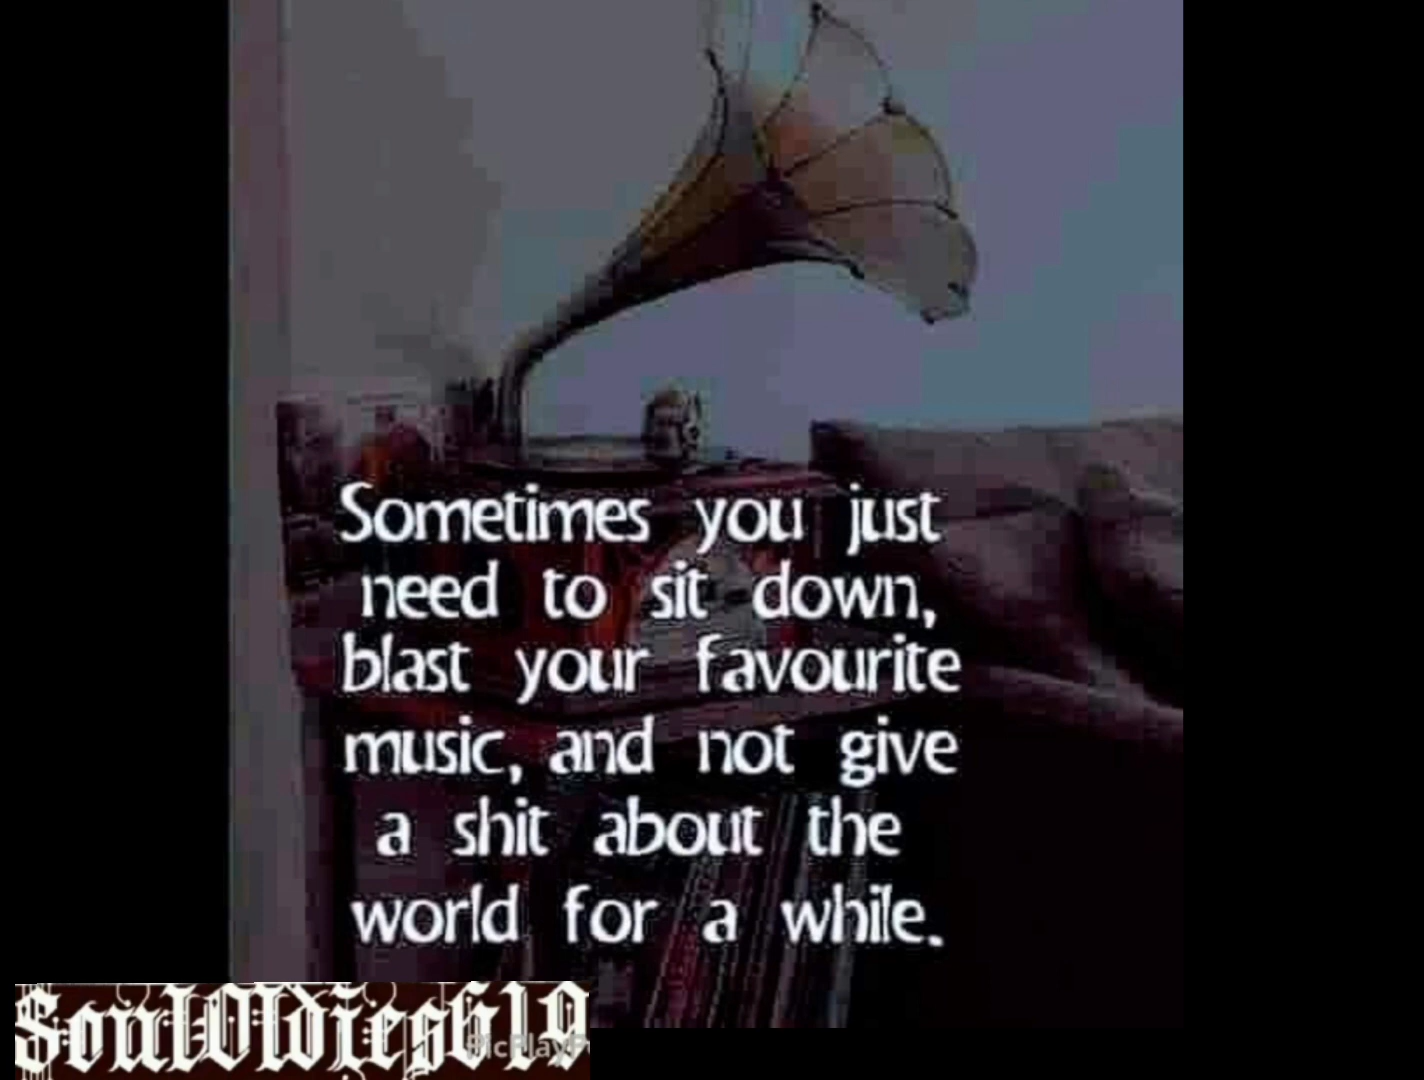 Sometimes you just
need to sit down,
blast your favourite
music, and not give
a shit about the
world for a while.
SoulOldies619
PicPlayP